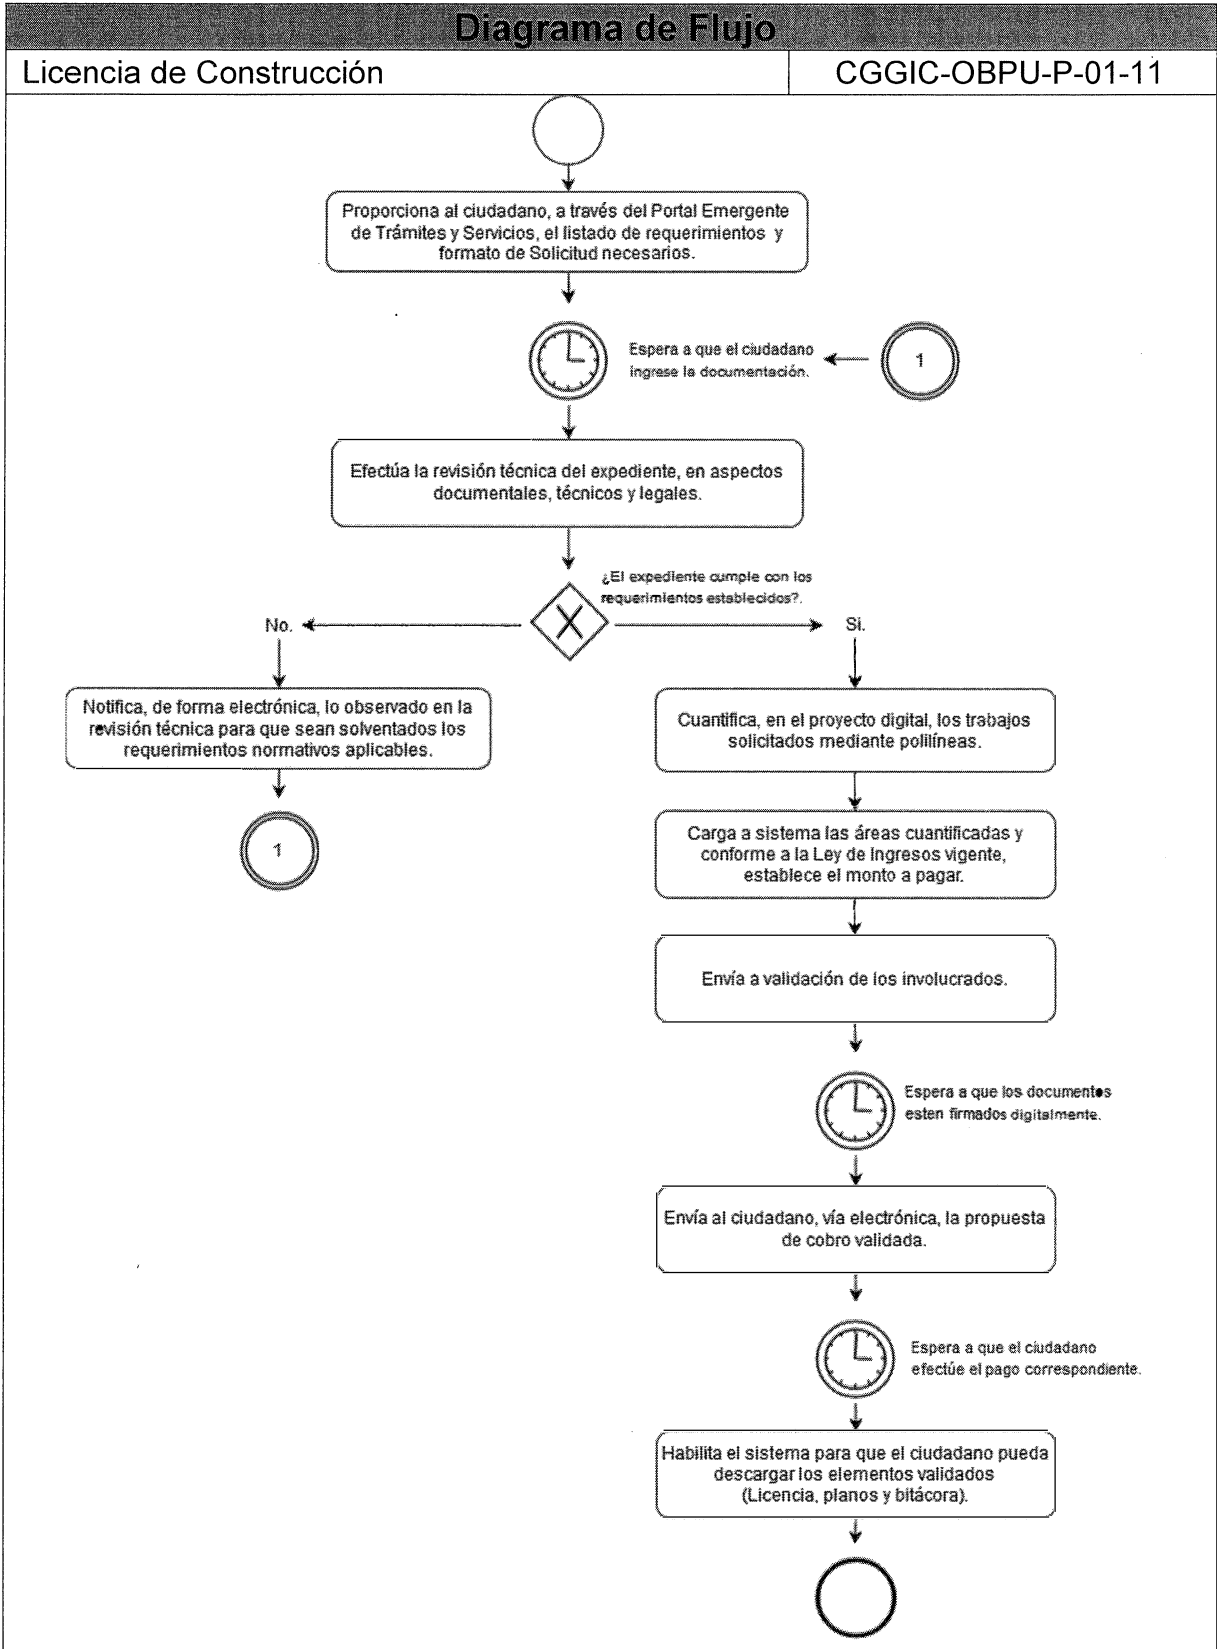 Diagrama de Flujo
Licencia de Construcción
CGGIC-OBPU-P-01-11
Proporciona al ciudadano, a través del Portal Emergente
de Trámites y Servicios, el listado de requerimientos y
formato de Solicitud necesarios.
Espera a que el ciudadano
ingrese la documentación.
1
Efectúa la revisión técnica del expediente, en aspectos
documentales, técnicos y legales.
¿El expediente cumple con los
requerimientos establecidos?.
No.
Si.
Notifica, de forma electrónica, lo observado en la
revisión técnica para que sean solventados los
requerimientos normativos aplicables.
1
Cuantifica, en el proyecto digital, los trabajos
solicitados mediante polilíneas.
Carga a sistema las áreas cuantificadas y
conforme a la Ley de Ingresos vigente,
establece el monto a pagar.
Envía a validación de los involucrados.
Espera a que los documentos
esten firmados digitalmente.
Envía al ciudadano, vía electrónica, la propuesta
de cobro validada.
Espera a que el ciudadano
efectúe el pago correspondiente.
Habilita el sistema para que el ciudadano pueda
descargar los elementos validados
(Licencia, planos y bitácora).